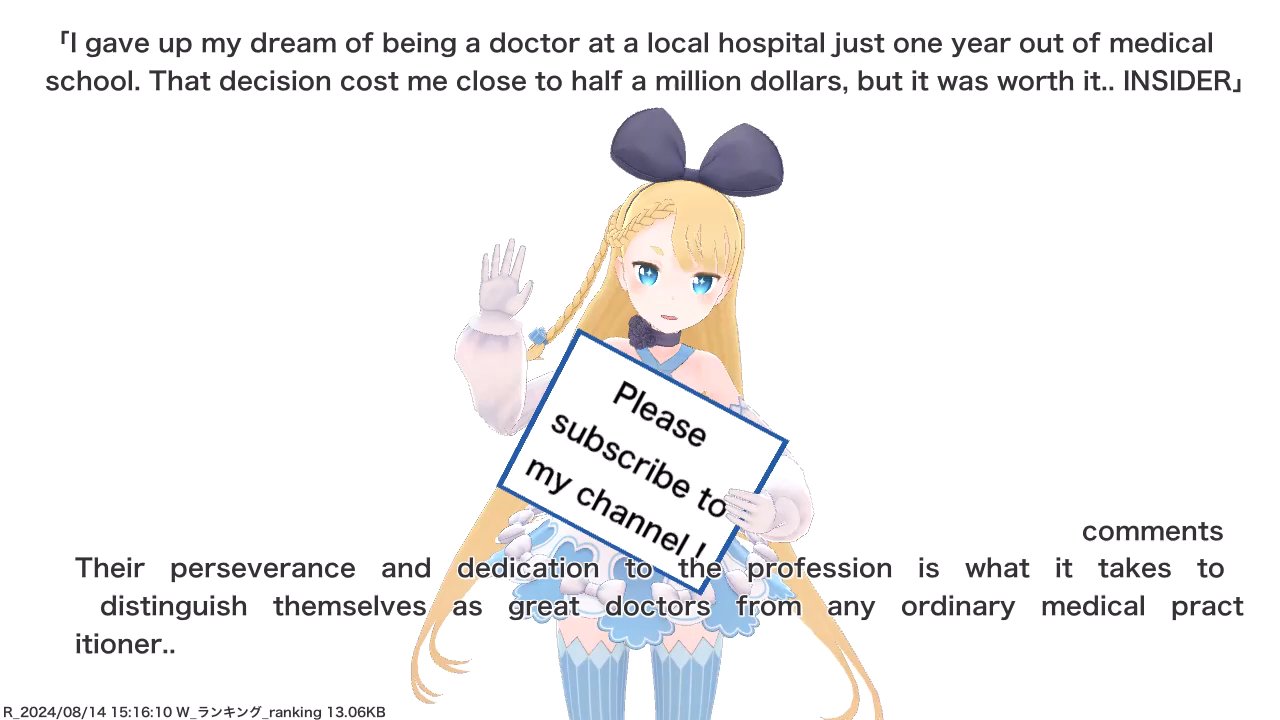 「I gave up my dream of being a doctor at a local hospital just one year out of medical
school. That decision cost me close to half a million dollars, but it was worth it.. INSIDER」
Please
subscribe to
my channel !
comments
Their perseverance and dedication to the profession is what it takes to
distinguish themselves as great doctors from any ordinary medical pract
itioner..
R_2024/08/14 15:16:10 W_ランキング_ranking 13.06KB